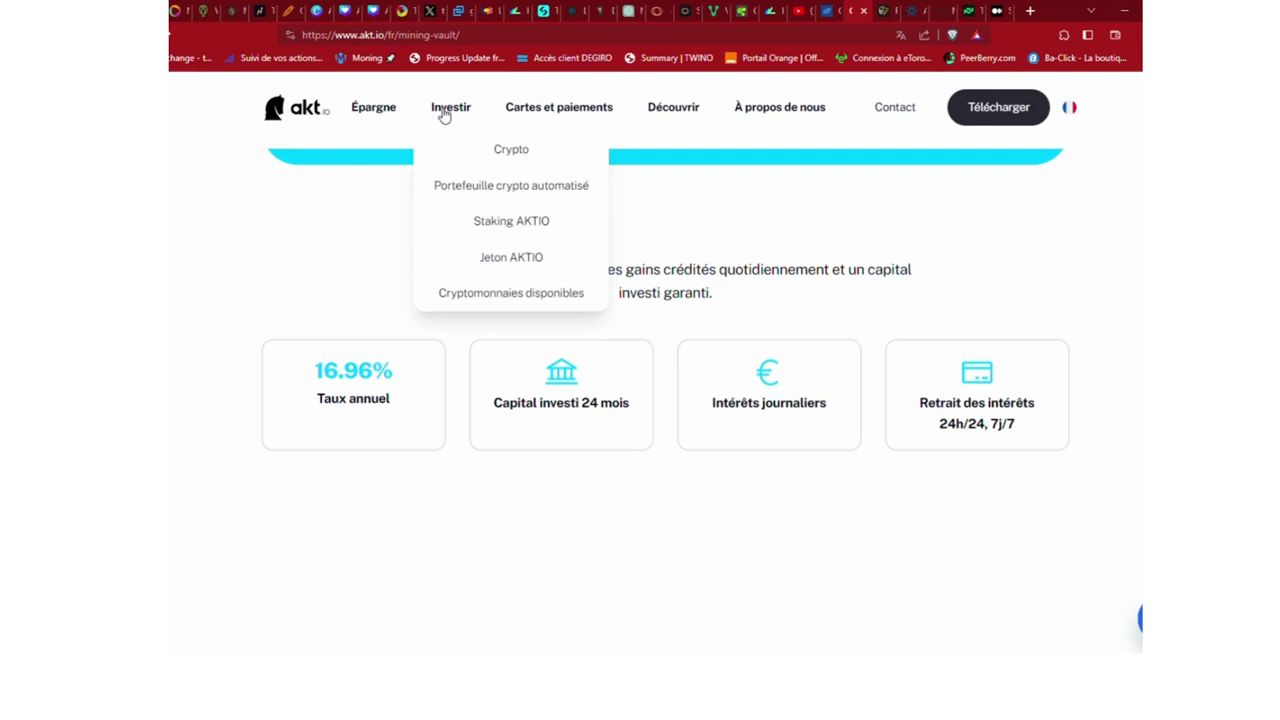 https://www.akt.io/fr/mining-vault/
change - t...
Suivi de vos actions...
Moning
Progress Update fr...
Accès client DEGIRO
Summary | TWINO
Portail Orange | Off...
Connexion à eToro...
PeerBerry.com
Ba-Click - La boutiq...
akt.io
Épargne
Investir
Cartes et paiements
Découvrir
À propos de nous
Contact
Télécharger
Crypto
Portefeuille crypto automatisé
Staking AKTIO
Jeton AKTIO
Cryptomonnaies disponibles
es gains crédités quotidiennement et un capital
investi garanti.
16.96%
Taux annuel
Capital investi 24 mois
Intérêts journaliers
Retrait des intérêts
24h/24, 7j/7